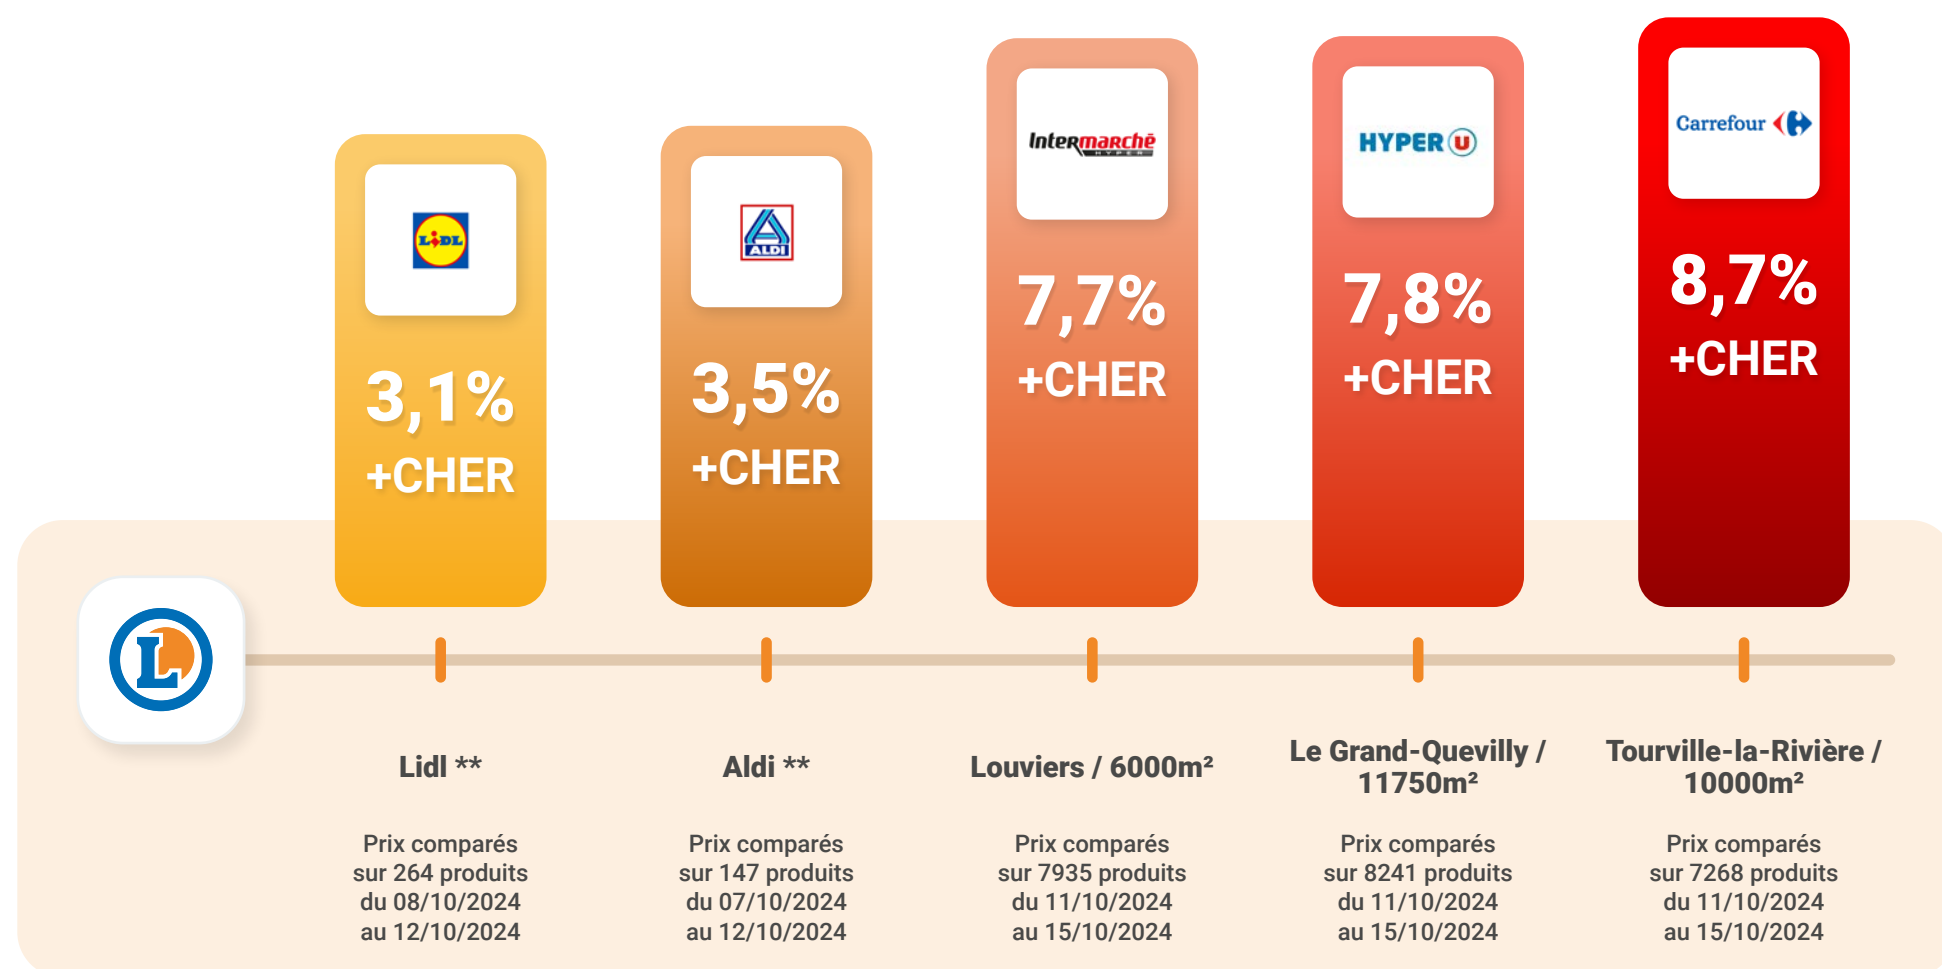 LiDL
3,1%
+CHER
ALDI
3,5%
+CHER
Intermarchē
HYPER
7,7%
+CHER
HYPER U
7,8%
+CHER
Carrefour
8,7%
+CHER
L
Lidl **
Prix comparés
sur 264 produits
du 08/10/2024
au 12/10/2024
Aldi **
Prix comparés
sur 147 produits
du 07/10/2024
au 12/10/2024
Louviers / 6000m²
Prix comparés
sur 7935 produits
du 11/10/2024
au 15/10/2024
Le Grand-Quevilly /
11750m²
Prix comparés
sur 8241 produits
du 11/10/2024
au 15/10/2024
Tourville-la-Rivière /
10000m²
Prix comparés
sur 7268 produits
du 11/10/2024
au 15/10/2024